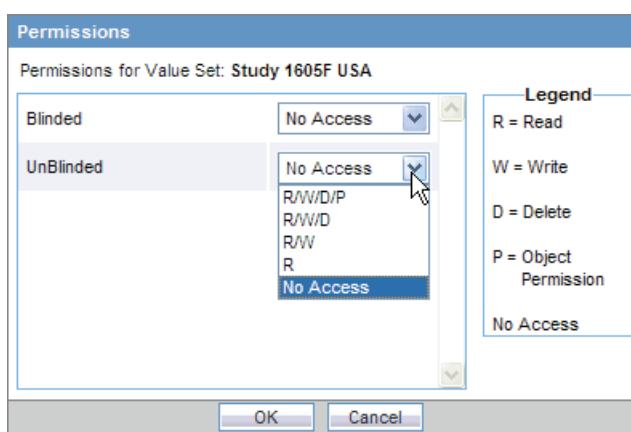 Permissions
Permissions for Value Set: Study 1605F USA
Blinded
No Access
UnBlinded
No Access
R/W/D/P
R/W/D
R/W
R
No Access
Legend
R = Read
W = Write
D = Delete
P = Object
Permission
No Access
OK
Cancel